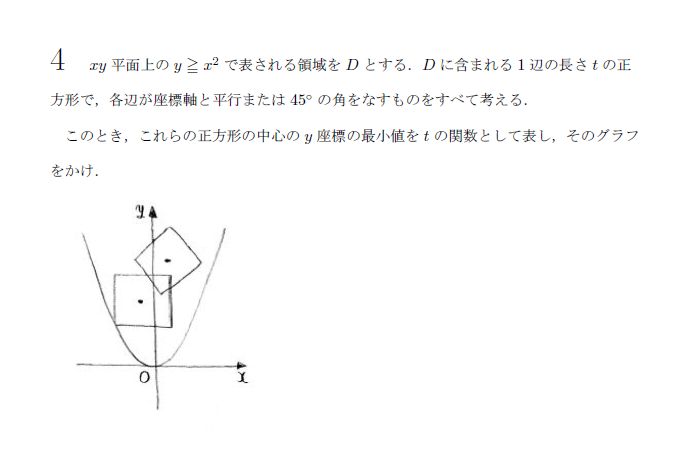 4 xy 平面上の y ≧ x² で表される領域を D とする．D に含まれる 1 辺の長さ t の正
方形で，各辺が座標軸と平行または 45° の角をなすものをすべて考える．
このとき，これらの正方形の中心の y 座標の最小値を t の関数として表し，そのグラフ
をかけ．
y
O
x